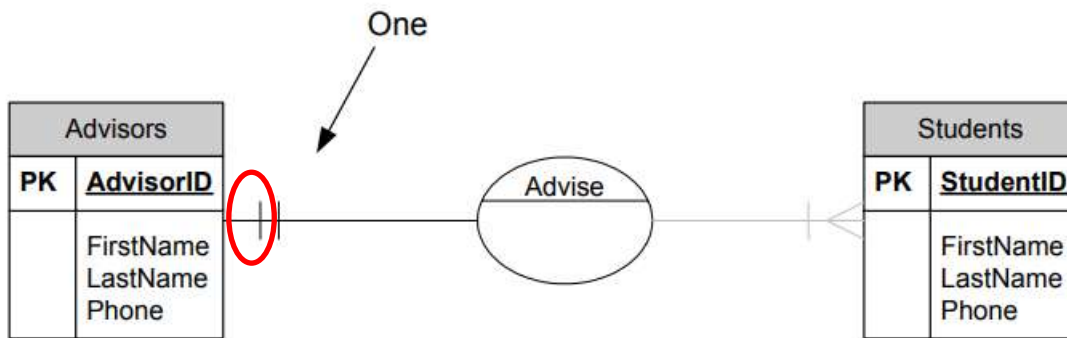 One
Advisors
PK AdvisorID
FirstName
LastName
Phone
Advise
Students
PK StudentID
FirstName
LastName
Phone